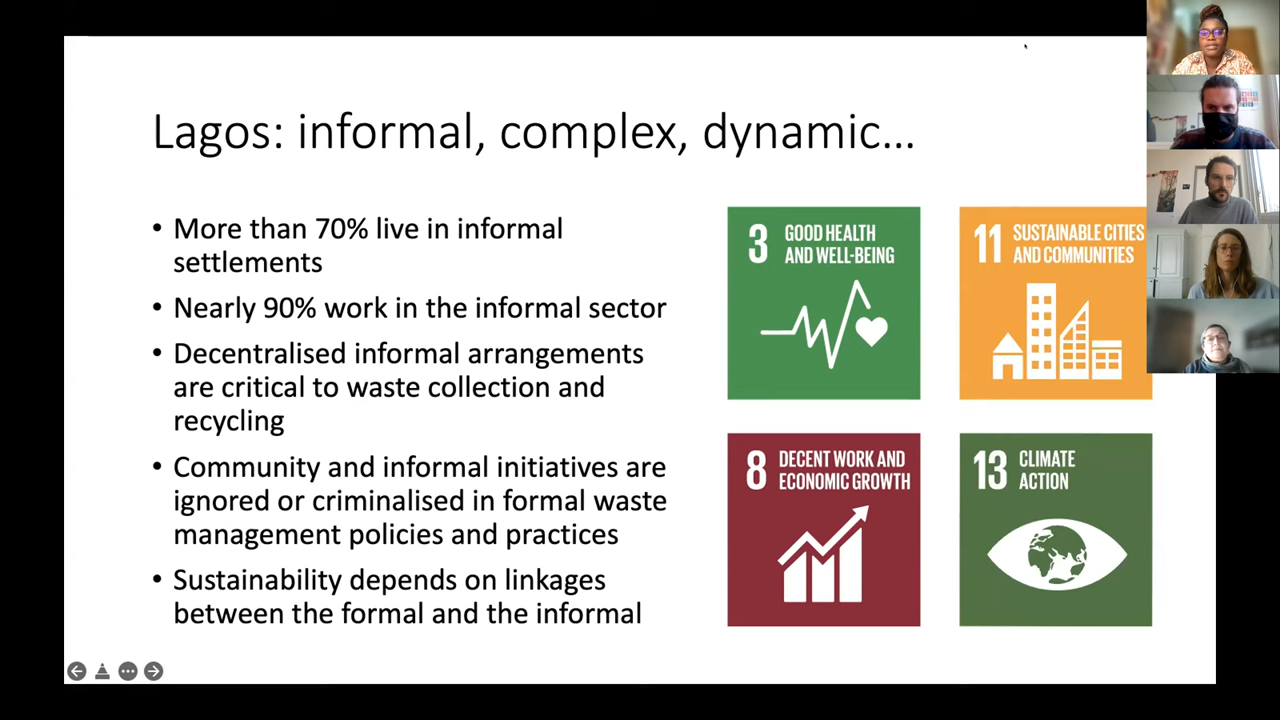 Lagos: informal, complex, dynamic...
• More than 70% live in informal
settlements
• Nearly 90% work in the informal sector
• Decentralised informal arrangements
are critical to waste collection and
recycling
• Community and informal initiatives are
ignored or criminalised in formal waste
management policies and practices
• Sustainability depends on linkages
between the formal and the informal
3 GOOD HEALTH
AND WELL-BEING
11 SUSTAINABLE CITIES
AND COMMUNITIES
8 DECENT WORK AND
ECONOMIC GROWTH
13 CLIMATE
ACTION